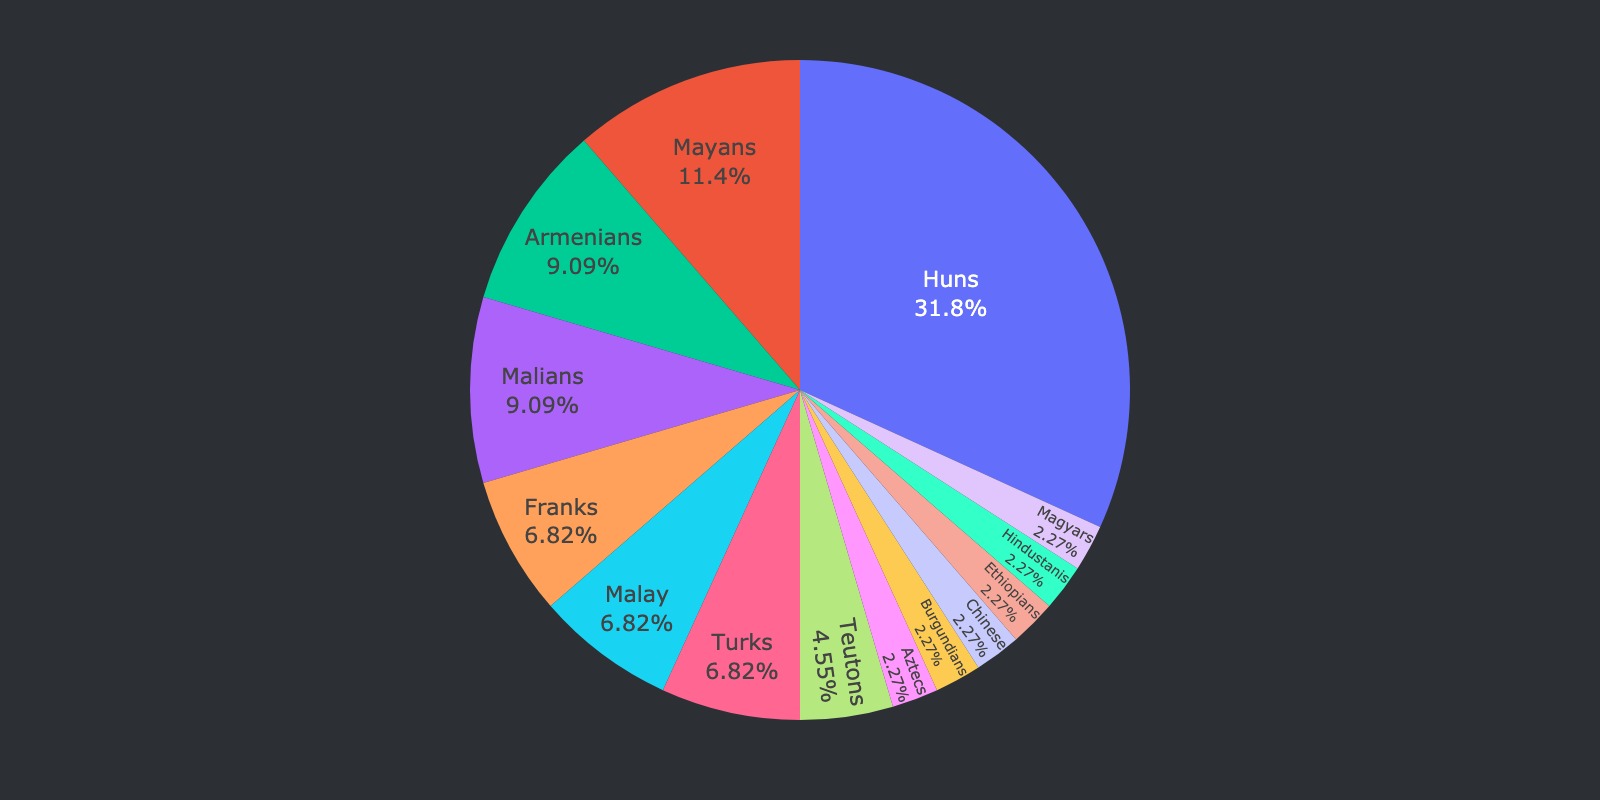 Mayans
11.4%
Huns
31.8%
Armenians
9.09%
Malians
9.09%
Franks
6.82%
Malay
6.82%
Turks
6.82%
Teutons
4.55%
Aztecs
2.27%
Burgundians
2.27%
Chinese
2.27%
Ethiopians
2.27%
Hindustanis
2.27%
Magyars
2.27%